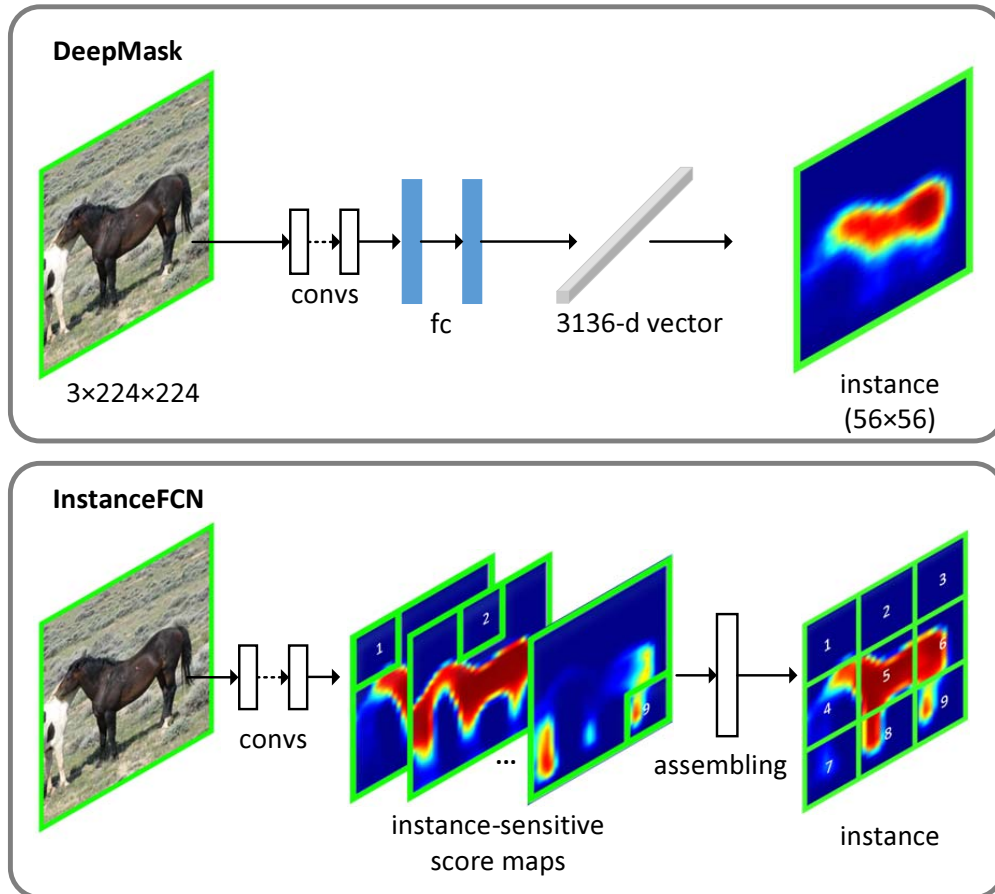 DeepMask
convs
fc
3136-d vector
3×224×224
instance
(56×56)
InstanceFCN
1
2
9
...
convs
instance-sensitive
score maps
assembling
1
2
3
4
5
6
7
8
9
instance